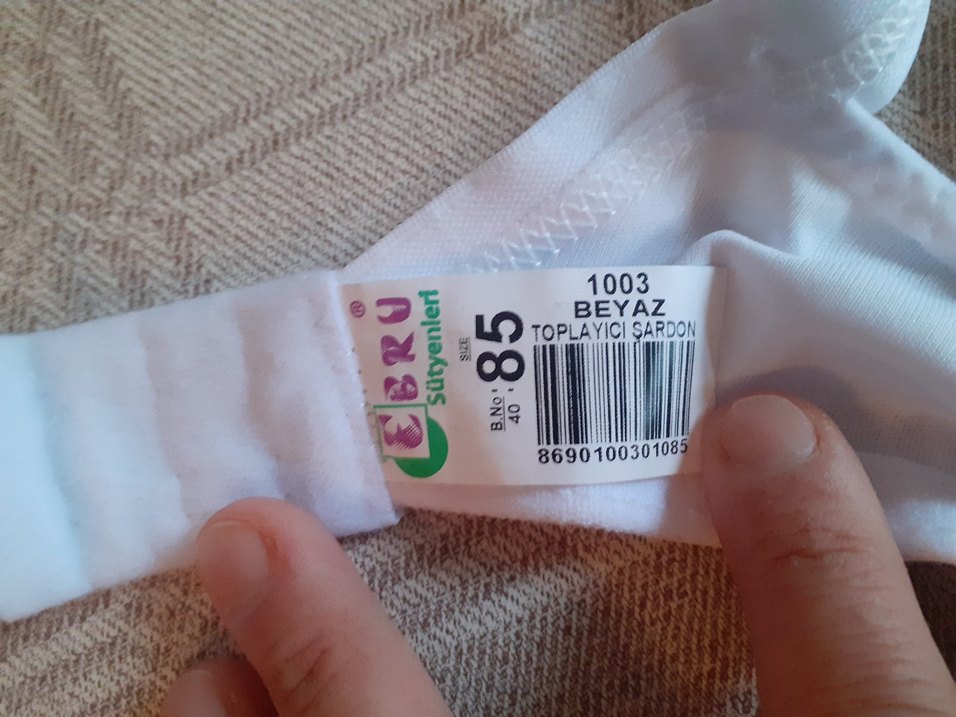 EBRU®
Sütyenleri
SIZE
85
B.No
40
1003
BEYAZ
TOPLAYICI ŞARDON
8690100301085